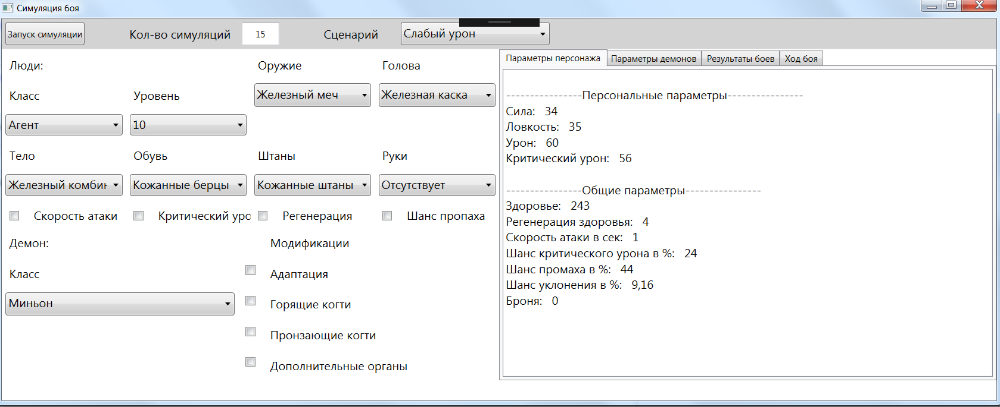 Симуляция боя
Запуск симуляции Кол-во симуляций 15 Сценарий Слабый урон
Люди: Оружие Голова
Класс Уровень Железный меч Железная каска
Агент 10
Тело Обувь Штаны Руки
Железный комбин Кожанные берцы Кожанные штаны Отсутствует
Скорость атаки Критический уро Регенерация Шанс пропаха
Демон: Модификации
Класс Адаптация
Миньон Горящие когти
Пронзающие когти
Дополнительные органы
Параметры персонажа Параметры демонов Результаты боев Ход боя
----------------Персональные параметры----------------
Сила: 34
Ловкость: 35
Урон: 60
Критический урон: 56
----------------Общие параметры----------------
Здоровье: 243
Регенерация здоровья: 4
Скорость атаки в сек: 1
Шанс критического урона в %: 24
Шанс промаха в %: 44
Шанс уклонения в %: 9,16
Броня: 0